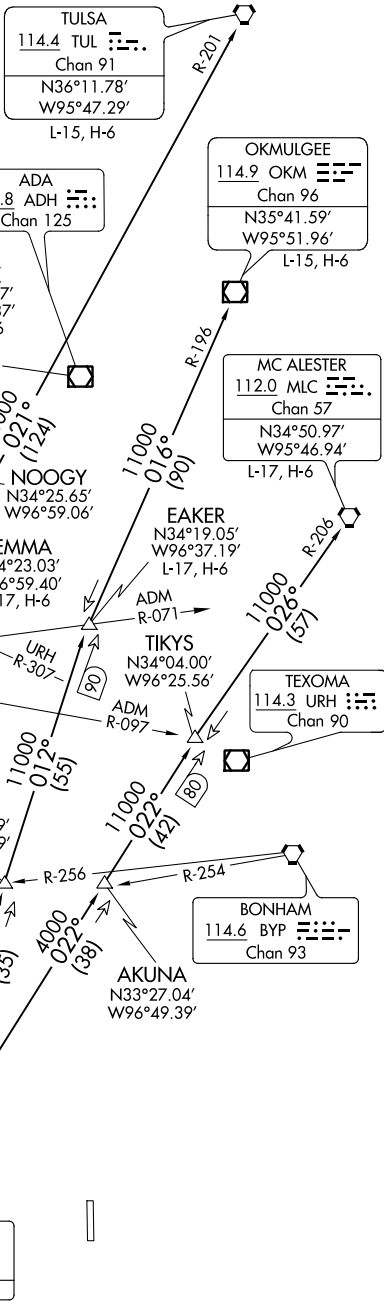 TULSA
114.4 TUL
Chan 91
N36°11.78'
W95°47.29'
L-15, H-6
R-201
OKMULGEE
114.9 OKM
Chan 96
N35°41.59'
W95°51.96'
L-15, H-6
ADA
.8 ADH
Chan 125
R-196
MC ALESTER
112.0 MLC
Chan 57
N34°50.97'
W95°46.94'
L-17, H-6
021°
(124)
11000
016°
(90)
NOOGY
N34°25.65'
W96°59.06'
EAKER
N34°19.05'
W96°37.19'
L-17, H-6
R-206
EMMA
4°23.03'
6°59.40'
17, H-6
ADM
R-071
11000
026°
(57)
TIKYS
N34°04.00'
W96°25.56'
URH
R-307
90
ADM
R-097
TEXOMA
114.3 URH
Chan 90
11000
012°
(55)
80
11000
022°
(42)
R-256
R-254
BONHAM
114.6 BYP
Chan 93
4000
022°
(38)
(35)
AKUNA
N33°27.04'
W96°49.39'